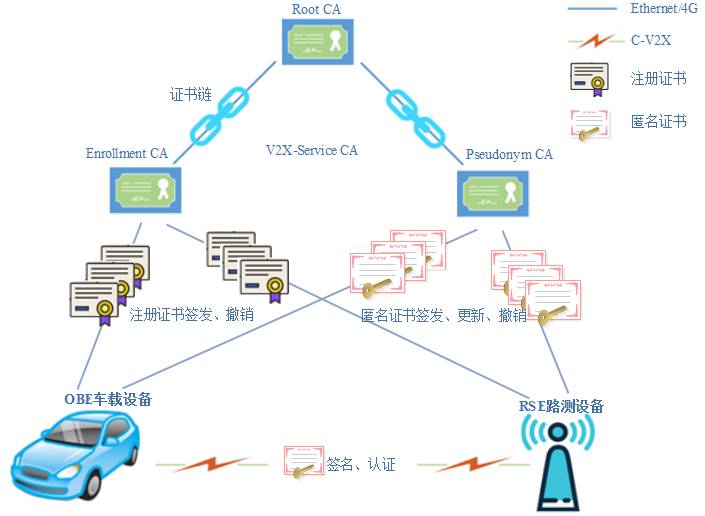 Root CA
Ethernet/4G
C-V2X
证书链
注册证书
匿名证书
Enrollment CA
V2X-Service CA
Pseudonym CA
注册证书签发、撤销
匿名证书签发、更新、撤销
OBE车载设备
RSE路测设备
签名、认证